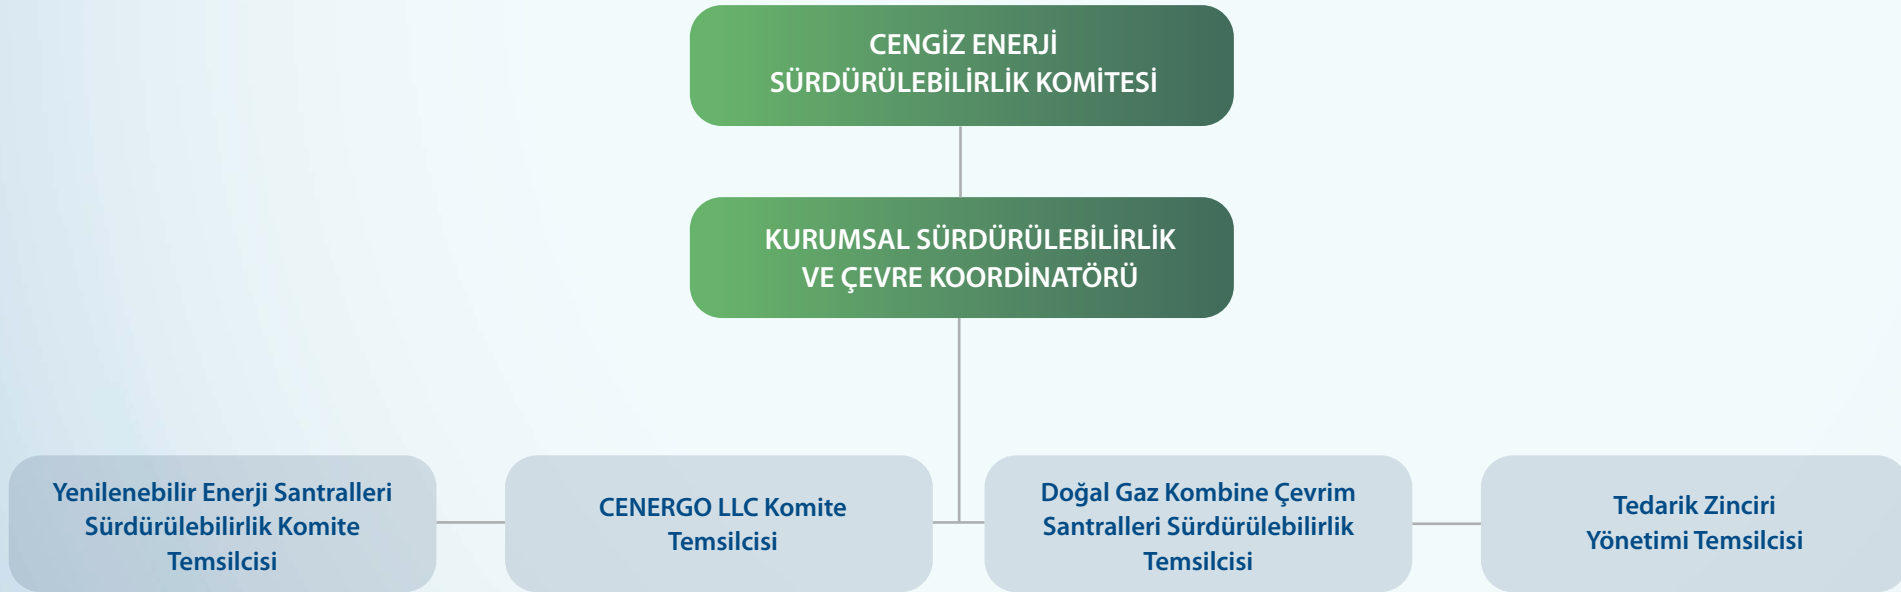 CENGİZ ENERJİ
SÜRDÜRÜLEBİLİRLİK KOMİTESİ
KURUMSAL SÜRDÜRÜLEBİLİRLİK
VE ÇEVRE KOORDİNATÖRÜ
Yenilenebilir Enerji Santralleri
Sürdürülebilirlik Komite
Temsilcisi
CENERGO LLC Komite
Temsilcisi
Doğal Gaz Kombine Çevrim
Santralleri Sürdürülebilirlik
Temsilcisi
Tedarik Zinciri
Yönetimi Temsilcisi